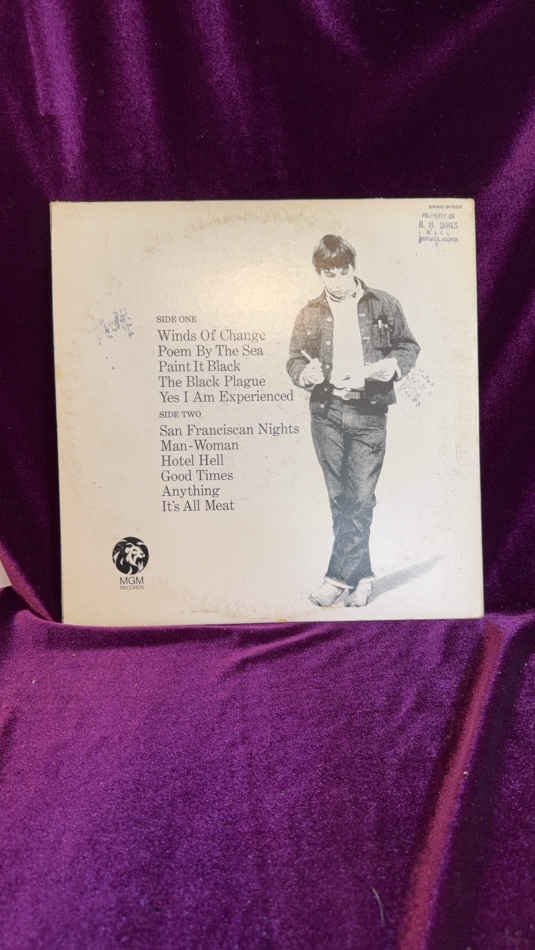 PROPERTY OF
SIDE ONE
Winds Of Change
Poem By The Sea
Paint It Black
The Black Plague
Yes I Am Experienced
SIDE TWO
San Franciscan Nights
Man-Woman
Hotel Hell
Good Times
Anything
It's All Meat
MGM
RECORDS